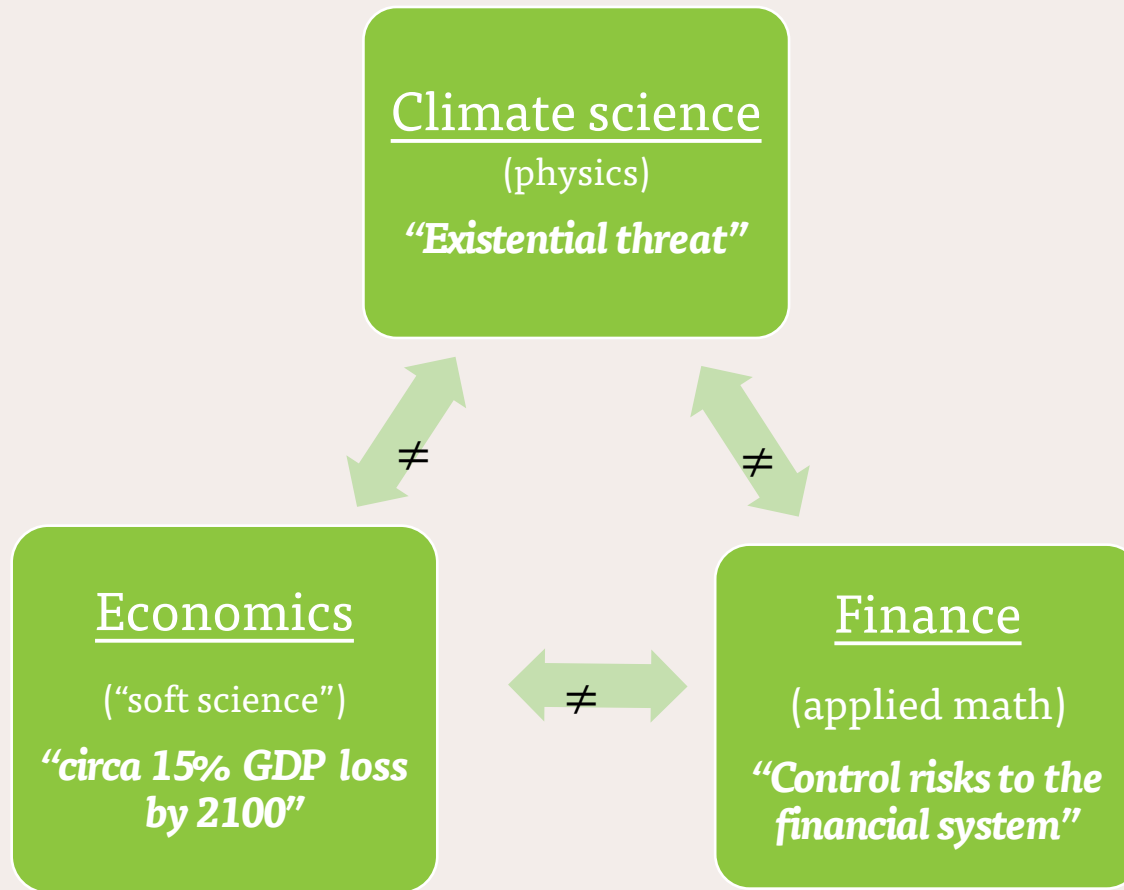 Climate science
(physics)
“Existential threat”
≠
≠
Economics
(“soft science”)
“circa 15% GDP loss
by 2100”
≠
Finance
(applied math)
“Control risks to the
financial system”